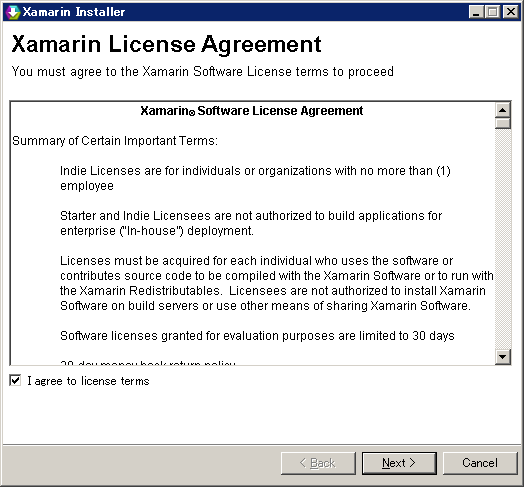 Xamarin Installer
Xamarin License Agreement
You must agree to the Xamarin Software License terms to proceed
Xamarin® Software License Agreement
Summary of Certain Important Terms:
Indie Licenses are for individuals or organizations with no more than (1)
employee
Starter and Indie Licensees are not authorized to build applications for
enterprise ("In-house") deployment.
Licenses must be acquired for each individual who uses the software or
contributes source code to be compiled with the Xamarin Software or to run with
the Xamarin Redistributables.  Licensees are not authorized to install Xamarin
Software on build servers or use other means of sharing Xamarin Software.
Software licenses granted for evaluation purposes are limited to 30 days
day money back return policy
I agree to license terms
< Back
Next >
Cancel